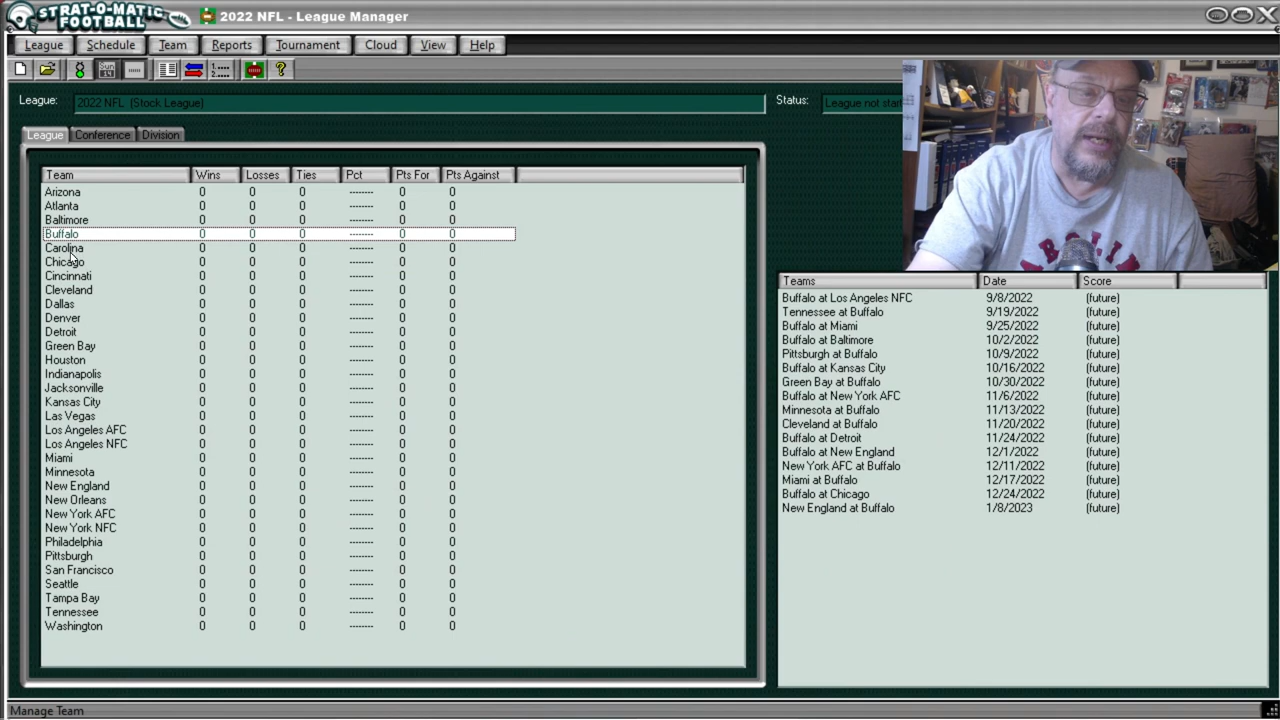 STRAT-O-MATIC FOOTBALL 2022 NFL - League Manager
League Schedule Team Reports Tournament Cloud View Help
League: 2022 NFL (Stock League) Status: League not star
League Conference Division
Team Wins Losses Ties Pct Pts For Pts Against
Arizona 0 0 0 -------- 0 0
Atlanta 0 0 0 -------- 0 0
Baltimore 0 0 0 -------- 0 0
Buffalo 0 0 0 -------- 0 0
Carolina 0 0 0 -------- 0 0
Chicago 0 0 0 -------- 0 0
Cincinnati 0 0 0 -------- 0 0
Cleveland 0 0 0 -------- 0 0
Dallas 0 0 0 -------- 0 0
Denver 0 0 0 -------- 0 0
Detroit 0 0 0 -------- 0 0
Green Bay 0 0 0 -------- 0 0
Houston 0 0 0 -------- 0 0
Indianapolis 0 0 0 -------- 0 0
Jacksonville 0 0 0 -------- 0 0
Kansas City 0 0 0 -------- 0 0
Las Vegas 0 0 0 -------- 0 0
Los Angeles AFC 0 0 0 -------- 0 0
Los Angeles NFC 0 0 0 -------- 0 0
Miami 0 0 0 -------- 0 0
Minnesota 0 0 0 -------- 0 0
New England 0 0 0 -------- 0 0
New Orleans 0 0 0 -------- 0 0
New York AFC 0 0 0 -------- 0 0
New York NFC 0 0 0 -------- 0 0
Philadelphia 0 0 0 -------- 0 0
Pittsburgh 0 0 0 -------- 0 0
San Francisco 0 0 0 -------- 0 0
Seattle 0 0 0 -------- 0 0
Tampa Bay 0 0 0 -------- 0 0
Tennessee 0 0 0 -------- 0 0
Washington 0 0 0 -------- 0 0
Teams Date Score
Buffalo at Los Angeles NFC 9/8/2022 (future)
Tennessee at Buffalo 9/19/2022 (future)
Buffalo at Miami 9/25/2022 (future)
Buffalo at Baltimore 10/2/2022 (future)
Pittsburgh at Buffalo 10/9/2022 (future)
Buffalo at Kansas City 10/16/2022 (future)
Green Bay at Buffalo 10/30/2022 (future)
Buffalo at New York AFC 11/6/2022 (future)
Minnesota at Buffalo 11/13/2022 (future)
Cleveland at Buffalo 11/20/2022 (future)
Buffalo at Detroit 11/24/2022 (future)
Buffalo at New England 12/1/2022 (future)
New York AFC at Buffalo 12/11/2022 (future)
Miami at Buffalo 12/17/2022 (future)
Buffalo at Chicago 12/24/2022 (future)
New England at Buffalo 1/8/2023 (future)
Manage Team